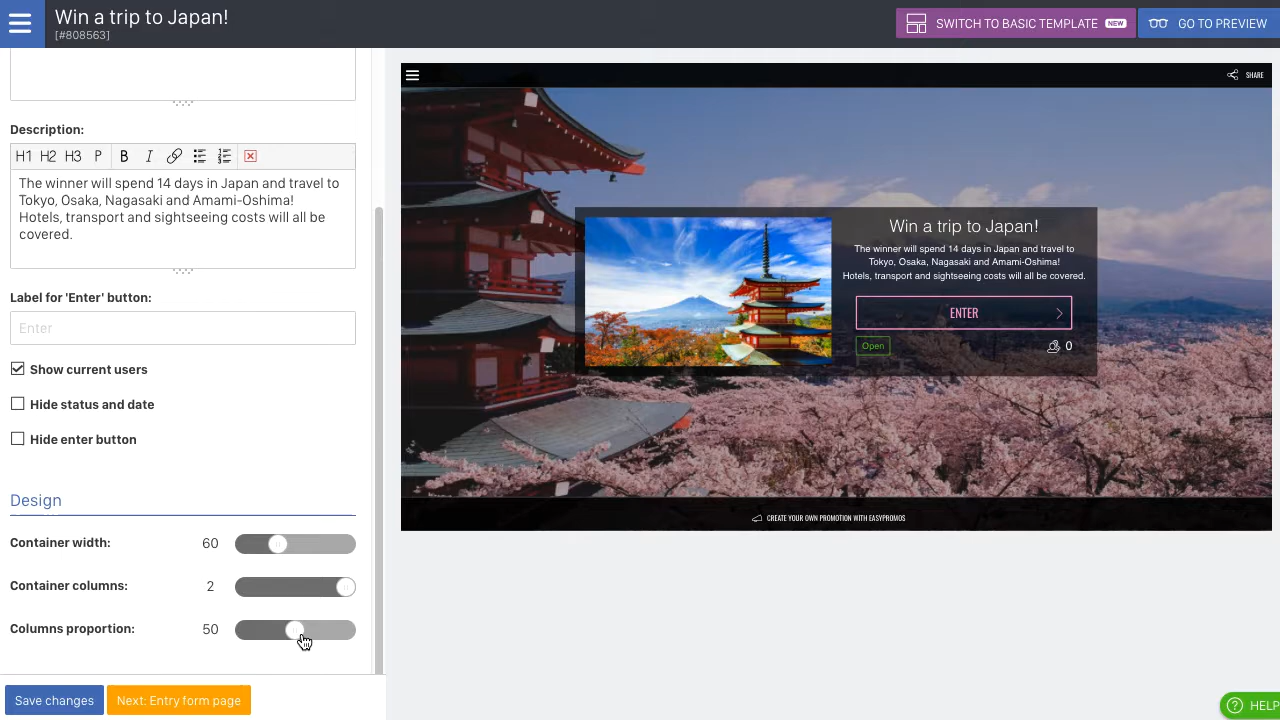 Win a trip to Japan!
[#808563]
SWITCH TO BASIC TEMPLATE NEW
GO TO PREVIEW
Description:
H1 H2 H3 P B I
The winner will spend 14 days in Japan and travel to
Tokyo, Osaka, Nagasaki and Amami-Oshima!
Hotels, transport and sightseeing costs will all be
covered.
Label for 'Enter' button:
Enter
Show current users
Hide status and date
Hide enter button
Design
Container width: 60
Container columns: 2
Columns proportion: 50
Save changes
Next: Entry form page
SHARE
Win a trip to Japan!
The winner will spend 14 days in Japan and travel to
Tokyo, Osaka, Nagasaki and Amami-Oshima!
Hotels, transport and sightseeing costs will all be covered.
ENTER
Open
0
CREATE YOUR OWN PROMOTION WITH EASYPROMOS
HELP